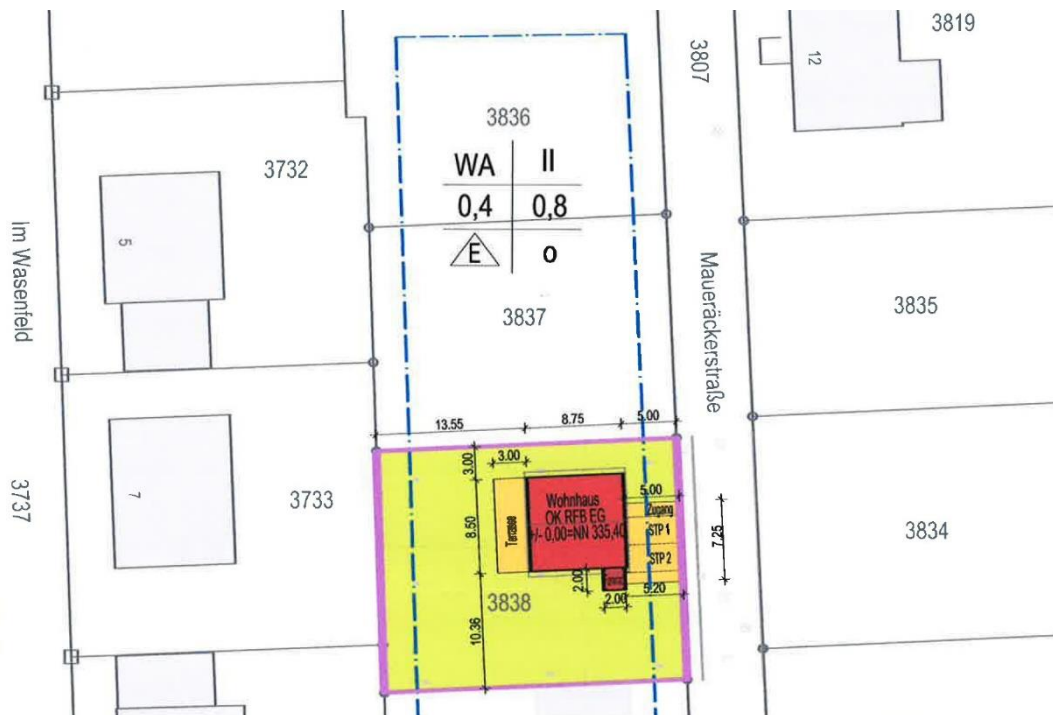 3819
3807
12
3836
WA
II
3732
0,4
0,8
5
E
o
Im Wasenfeld
Maueräckerstraße
3837
3835
13.55
8.75
5.00
3.00
3.00
7
3737
3733
Wohnhaus
OK RFB EG
+/- 0,00=NN 335,40
Terrasse
8.50
5.00
Zugang
STP 1
STP 2
7.25
3834
2.00
2.00
5.20
3838
10.36